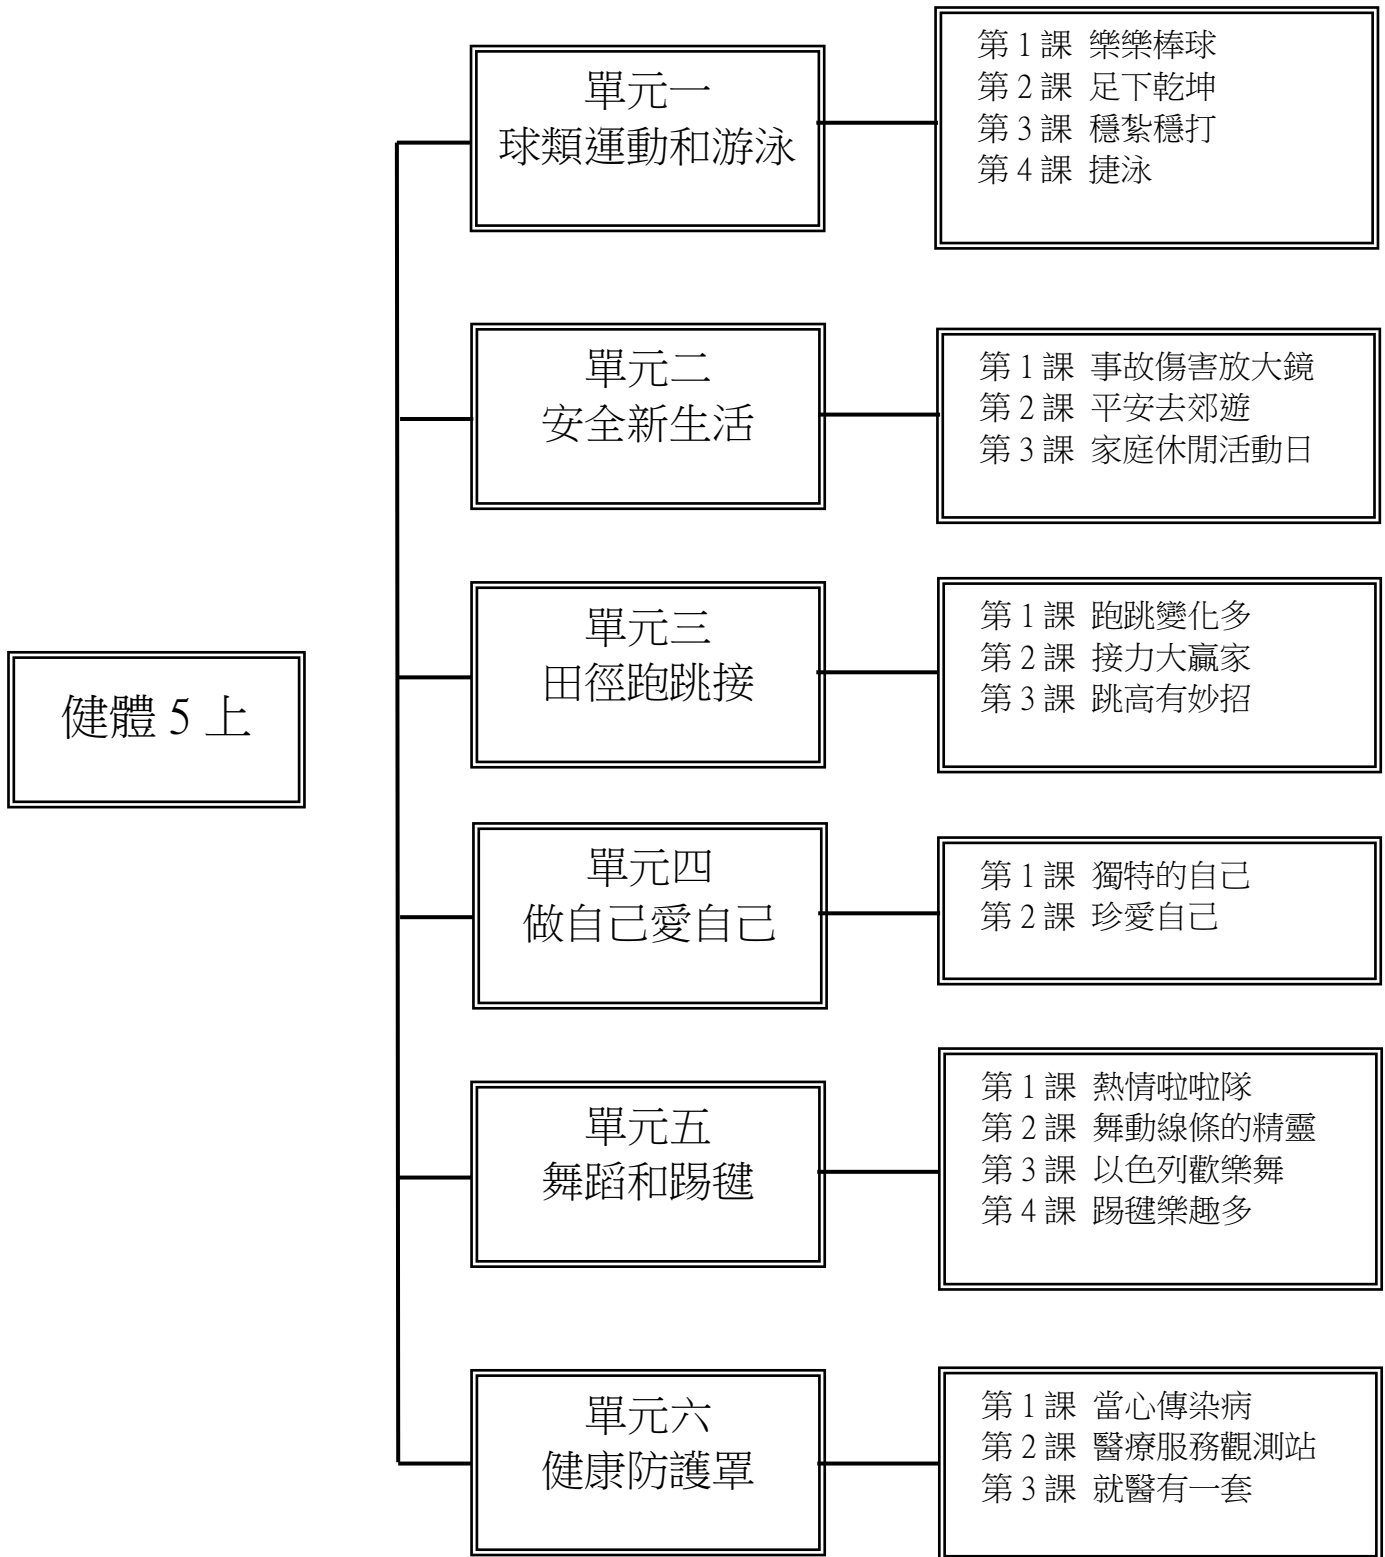 健體 5 上
單元一
球類運動和游泳
第 1 課 樂樂棒球
第 2 課 足下乾坤
第 3 課 穩紮穩打
第 4 課 捷泳
單元二
安全新生活
第 1 課 事故傷害放大鏡
第 2 課 平安去郊遊
第 3 課 家庭休閒活動日
單元三
田徑跑跳接
第 1 課 跑跳變化多
第 2 課 接力大贏家
第 3 課 跳高有妙招
單元四
做自己愛自己
第 1 課 獨特的自己
第 2 課 珍愛自己
單元五
舞蹈和踢毽
第 1 課 熱情啦啦隊
第 2 課 舞動線條的精靈
第 3 課 以色列歡樂舞
第 4 課 踢毽樂趣多
單元六
健康防護罩
第 1 課 當心傳染病
第 2 課 醫療服務觀測站
第 3 課 就醫有一套